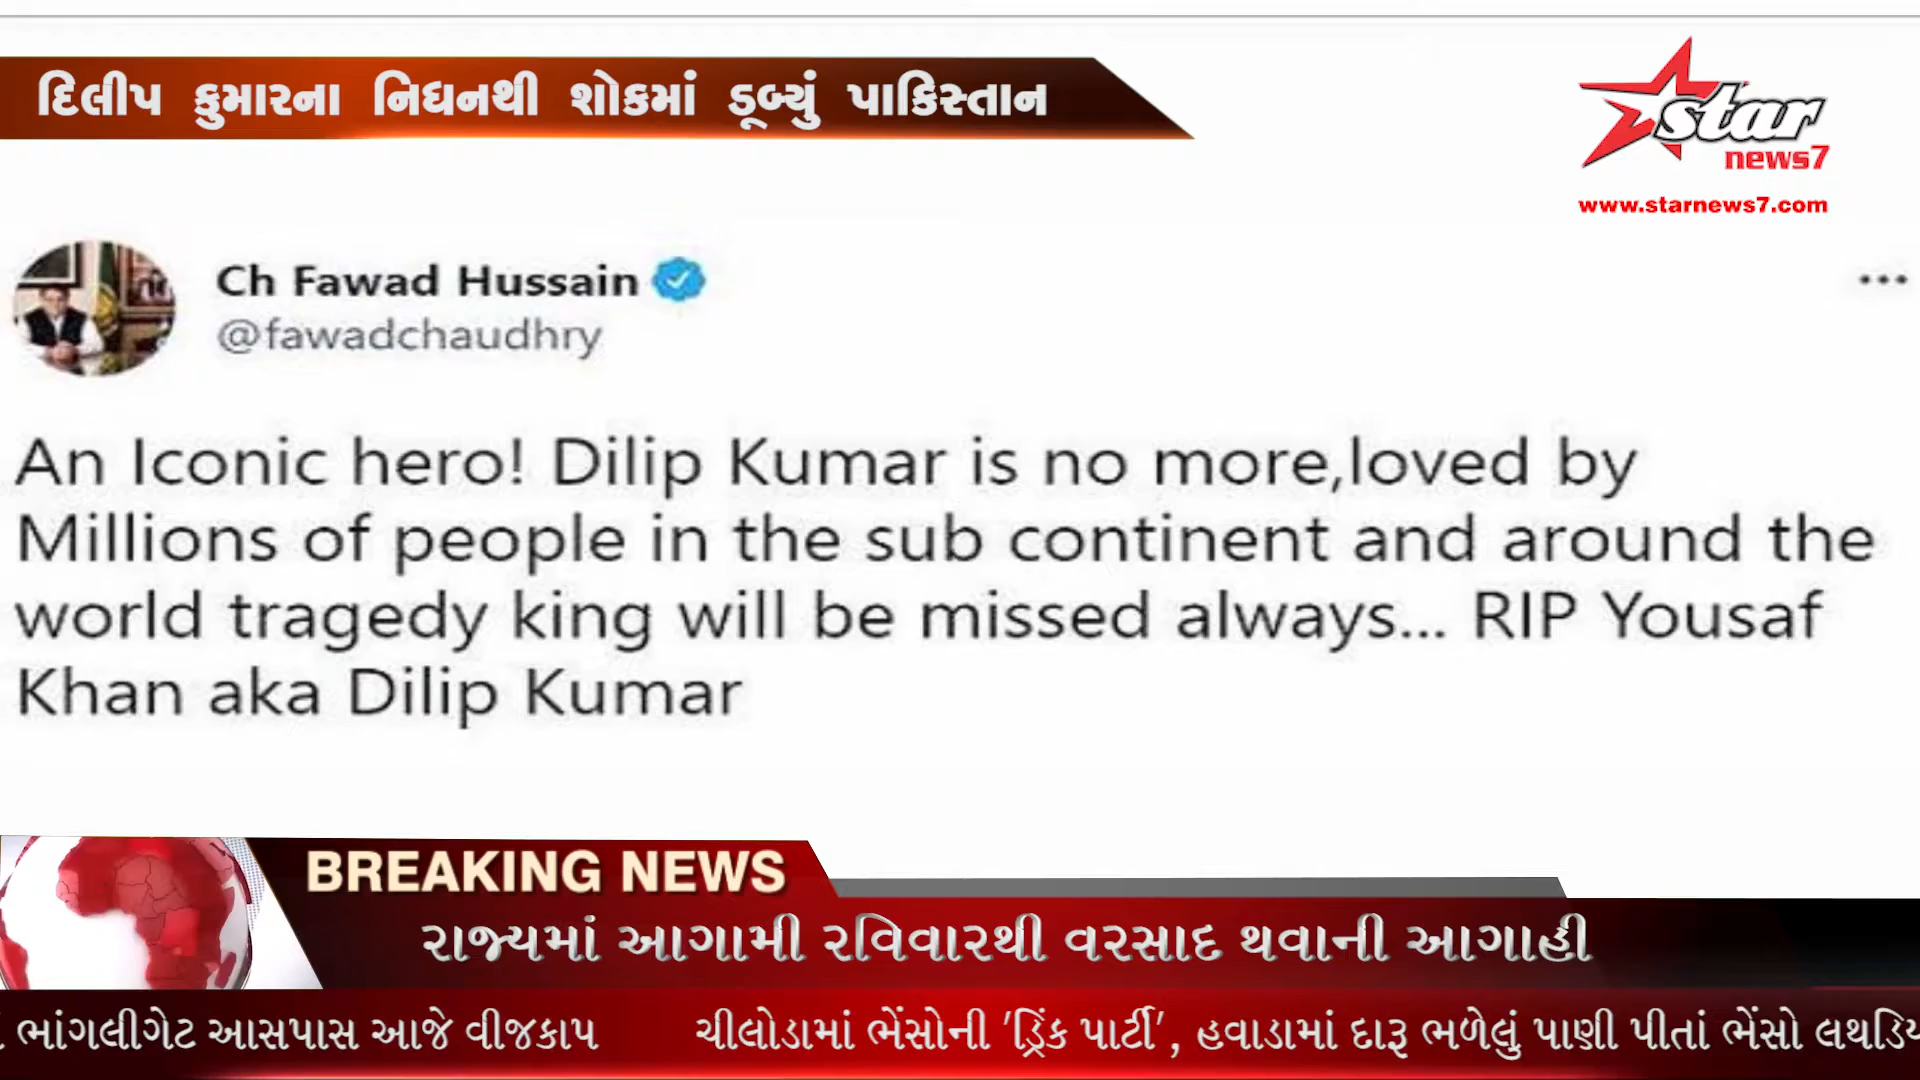 દિલીપ કુમારના નિધનથી શોકમાં ડૂબ્યું પાકિસ્તાન
star
news7
www.starnews7.com
Ch Fawad Hussain
@fawadchaudhry
An Iconic hero! Dilip Kumar is no more,loved by
Millions of people in the sub continent and around the
world tragedy king will be missed always... RIP Yousaf
Khan aka Dilip Kumar
BREAKING NEWS
રાજ્યમાં આગામી રવિવારથી વરસાદ થવાની આગાહી
ભાંગલીગેટ આસપાસ આજે વીજકાપ ચીલોડામાં ભેંસોની 'ડ્રિંક પાર્ટી', હવાડામાં દારૂ ભળેલું પાણી પીતાં ભેંસો